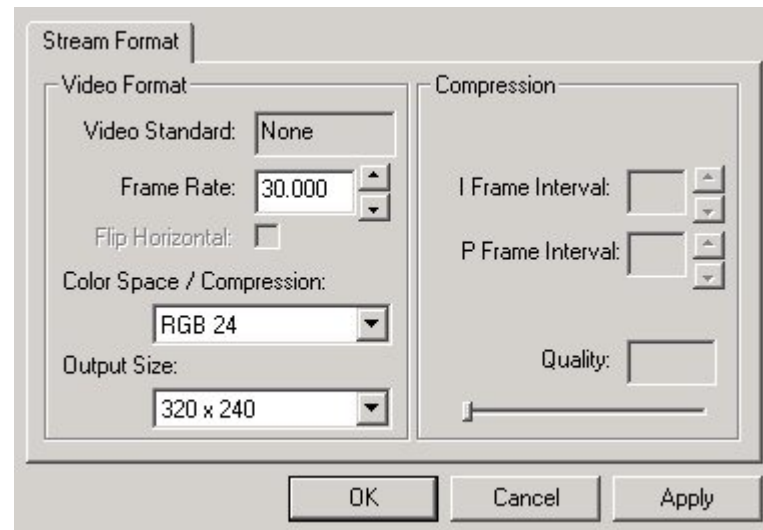 Stream Format
Video Format
Video Standard: None
Frame Rate: 30.000
Flip Horizontal:
Color Space / Compression:
RGB 24
Output Size:
320 x 240
Compression
I Frame Interval:
P Frame Interval:
Quality:
OK Cancel Apply